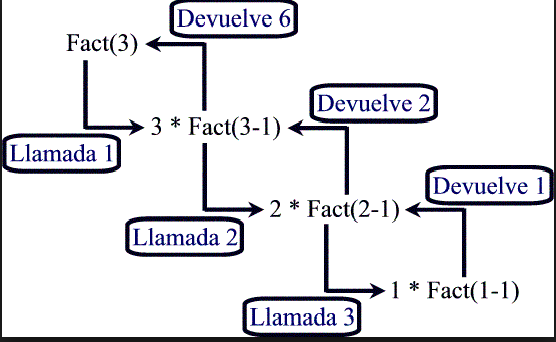 Devuelve 6
Fact(3)
Llamada 1
3 * Fact(3-1)
Devuelve 2
Llamada 2
2 * Fact(2-1)
Devuelve 1
Llamada 3
1 * Fact(1-1)